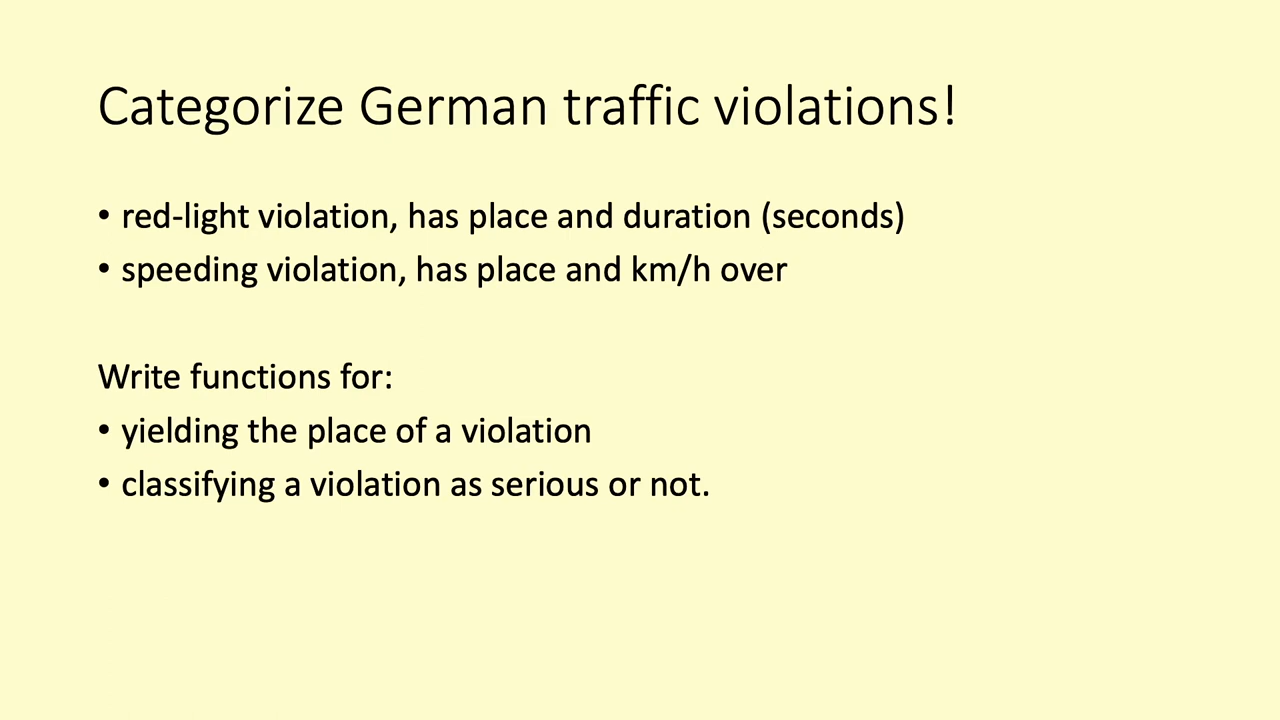 Categorize German traffic violations!
• red-light violation, has place and duration (seconds)
• speeding violation, has place and km/h over
Write functions for:
• yielding the place of a violation
• classifying a violation as serious or not.